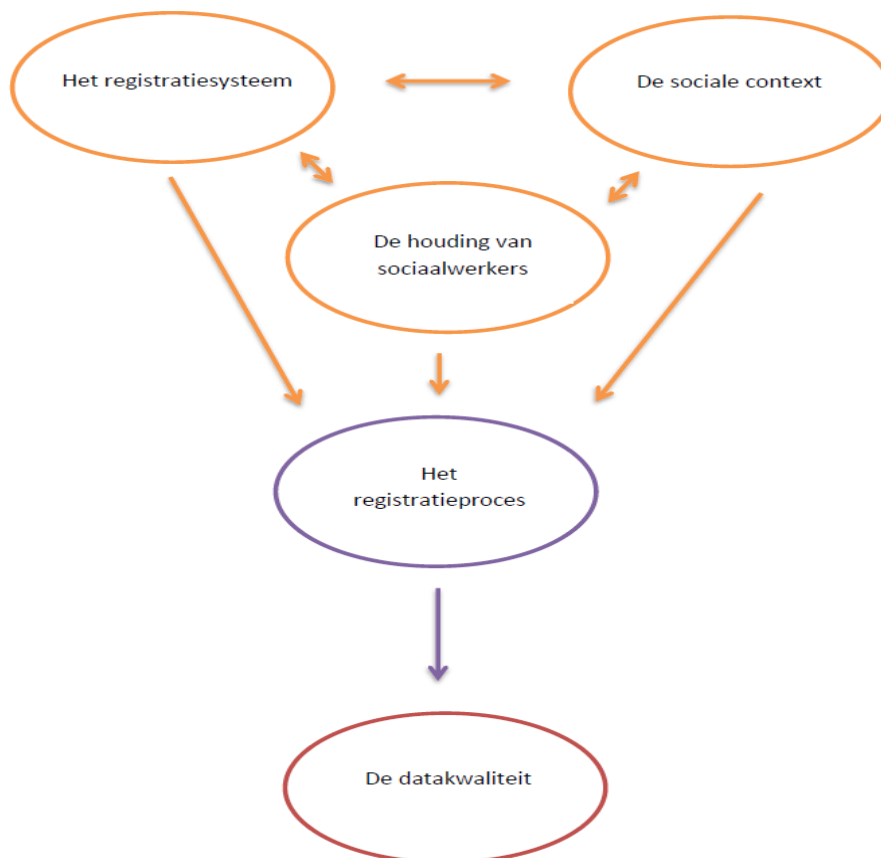 Het registratiesysteem
De sociale context
De houding van
sociaalwerkers
Het
registratieproces
De datakwaliteit